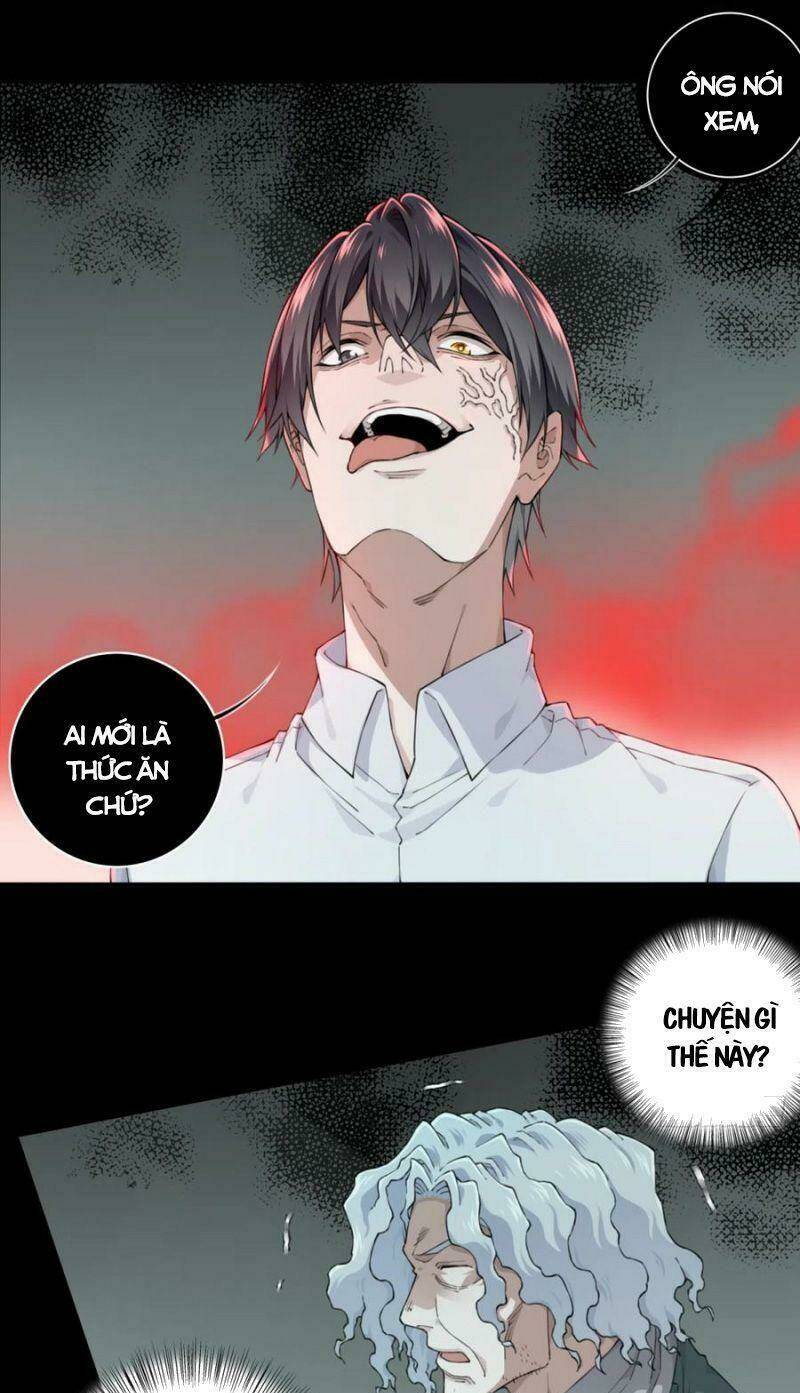 ÔNG NÓI
XEM,
AI MỚI LÀ
THỨC ĂN
CHỨ?
CHUYỆN GÌ
THẾ NÀY?